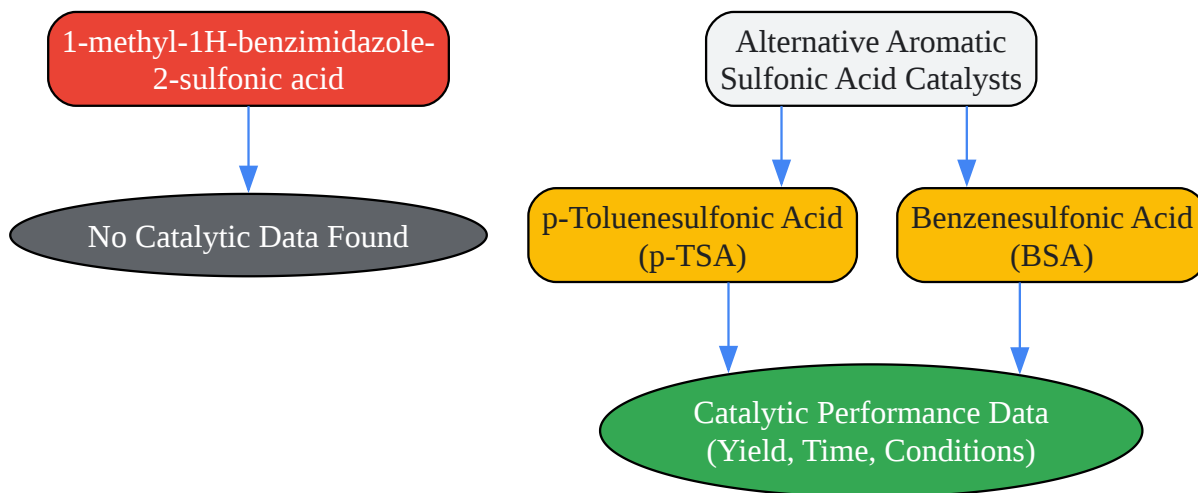 1-methyl-1H-benzimidazole-
2-sulfonic acid
No Catalytic Data Found
Alternative Aromatic
Sulfonic Acid Catalysts
p-Toluenesulfonic Acid
(p-TSA)
Benzenesulfonic Acid
(BSA)
Catalytic Performance Data
(Yield, Time, Conditions)